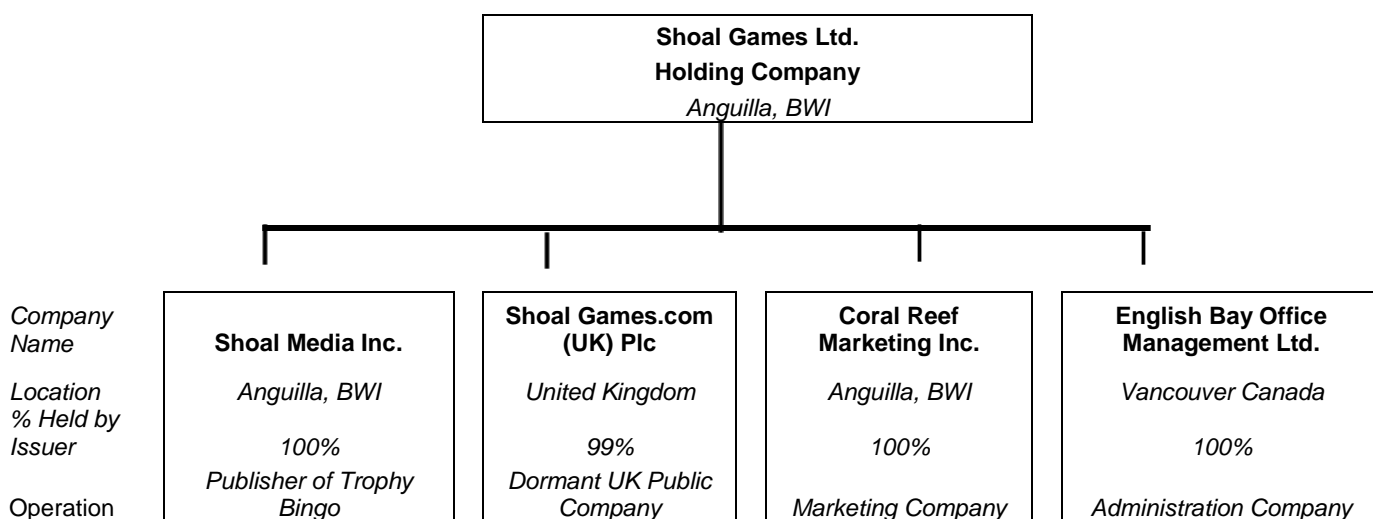 Shoal Games Ltd.
Holding Company
Anguilla, BWI
Company
Name
Shoal Media Inc.
Shoal Games.com
(UK) Plc
Coral Reef
Marketing Inc.
English Bay Office
Management Ltd.
Location
Anguilla, BWI
United Kingdom
Anguilla, BWI
Vancouver Canada
% Held by
Issuer
100%
99%
100%
100%
Operation
Publisher of Trophy
Bingo
Dormant UK Public
Company
Marketing Company
Administration Company